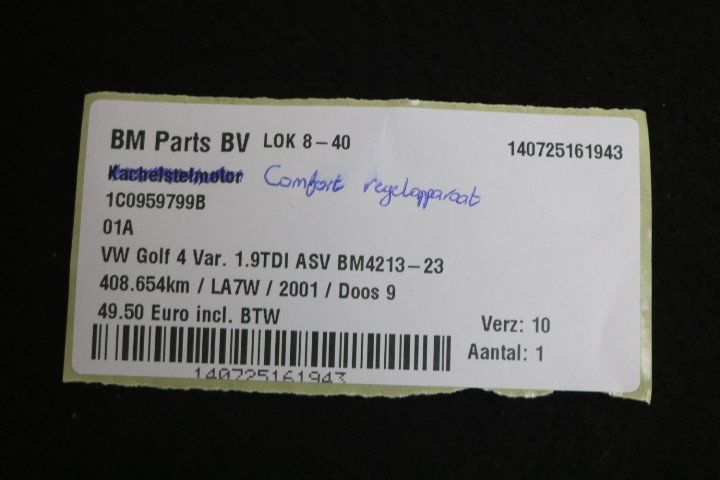 BM Parts BV LOK 8-40 140725161943
Kachelstelmotor Comfort regelapparaat
1C0959799B
01A
VW Golf 4 Var. 1.9TDI ASV BM4213-23
408.654km / LA7W / 2001 / Doos 9
49.50 Euro incl. BTW
Verz: 10
Aantal: 1
140725161943